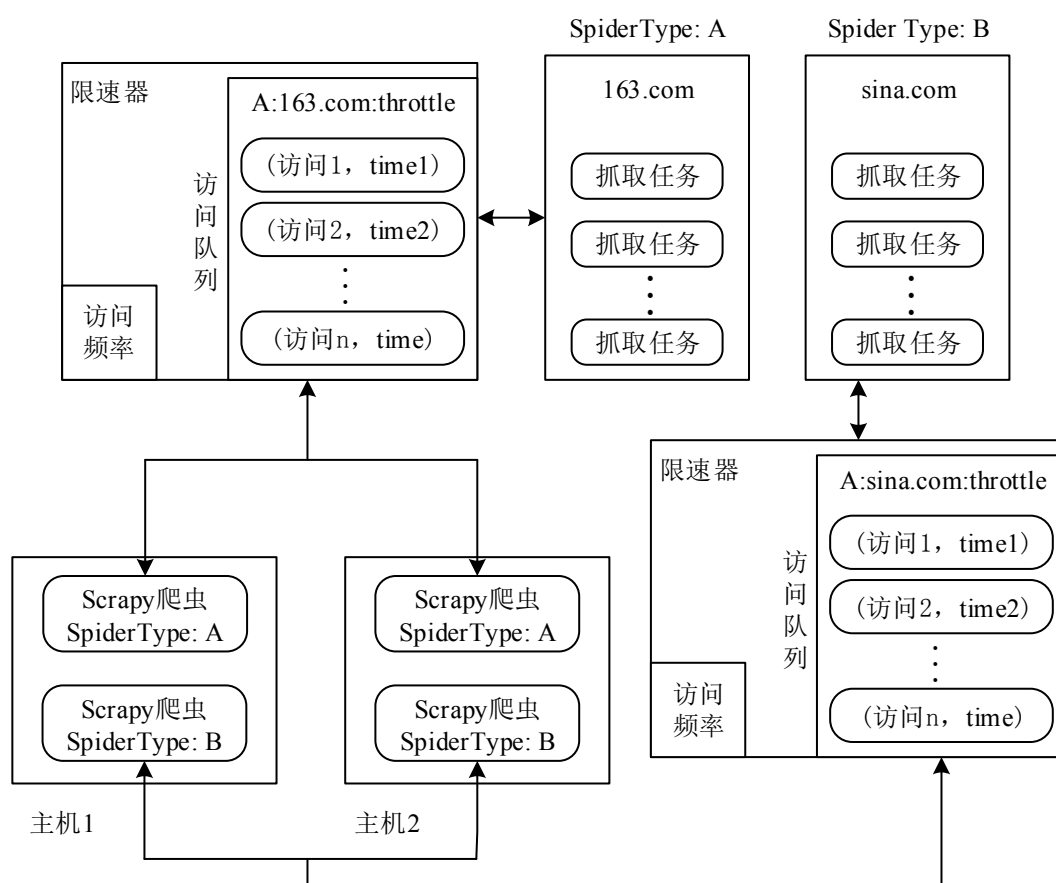 SpiderType: A
Spider Type: B
限速器
A:163.com:throttle
(访问1，time1)
(访问2，time2)
(访问n，time)
访问队列
访问
频率
163.com
抓取任务
抓取任务
抓取任务
sina.com
抓取任务
抓取任务
抓取任务
限速器
A:sina.com:throttle
(访问1，time1)
(访问2，time2)
(访问n，time)
访问队列
访问
频率
Scrapy爬虫
SpiderType: A
Scrapy爬虫
SpiderType: B
主机1
Scrapy爬虫
SpiderType: A
Scrapy爬虫
SpiderType: B
主机2